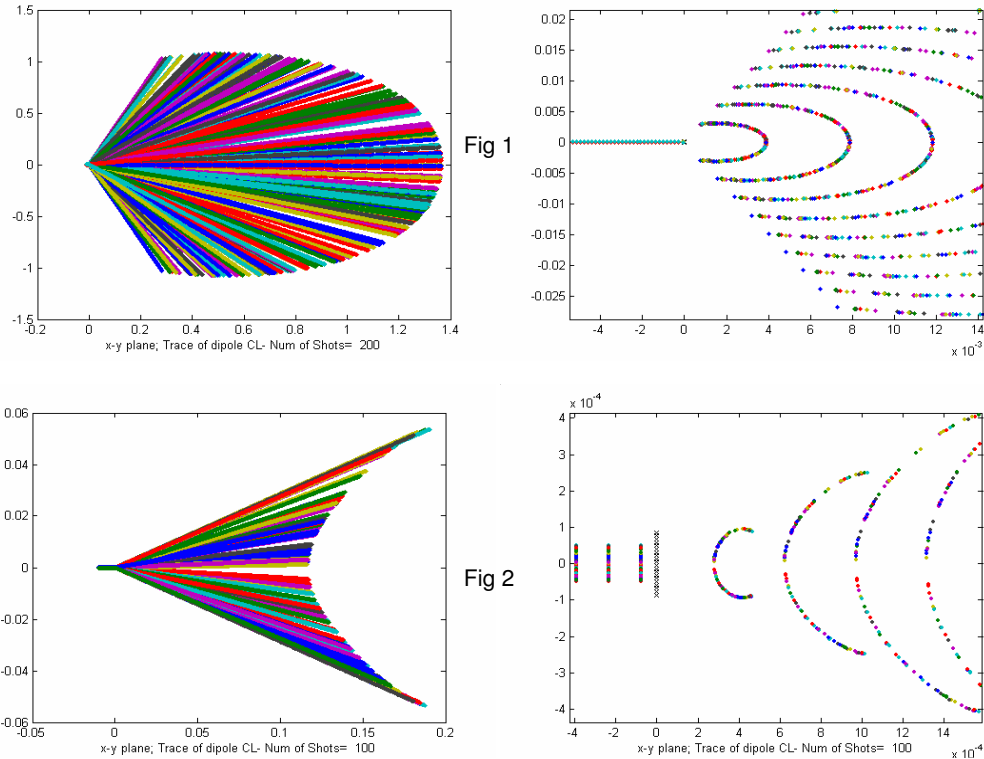 1.5
1
0.5
0
-0.5
-1
-1.5
-0.2 0 0.2 0.4 0.6 0.8 1 1.2 1.4
x-y plane; Trace of dipole CL- Num of Shots= 200
Fig 1
0.02
0.015
0.01
0.005
0
-0.005
-0.01
-0.015
-0.02
-0.025
-4 -2 0 2 4 6 8 10 12 14
x 10⁻³
0.06
0.04
0.02
0
-0.02
-0.04
-0.06
-0.05 0 0.05 0.1 0.15 0.2
x-y plane; Trace of dipole CL- Num of Shots= 100
Fig 2
x 10⁻⁴
4
3
2
1
0
-1
-2
-3
-4
-4 -2 0 2 4 6 8 10 12 14
x-y plane; Trace of dipole CL- Num of Shots= 100
x 10⁻⁴